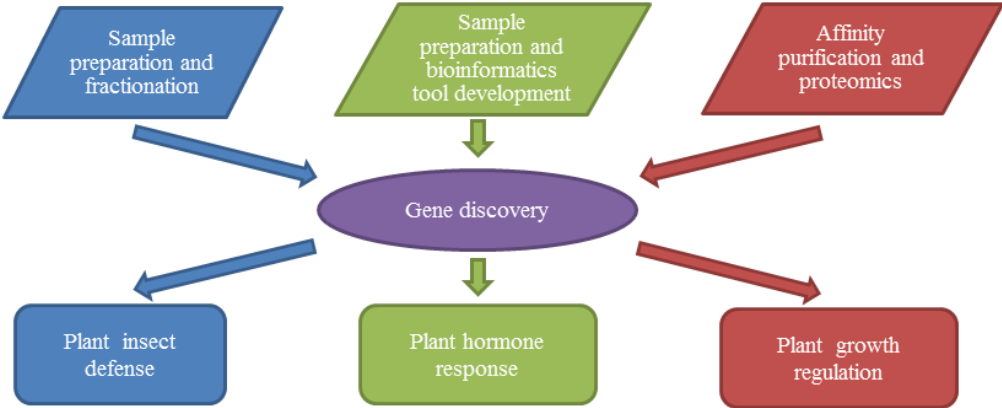 Sample
preparation and
fractionation
Sample
preparation and
bioinformatics
tool development
Affinity
purification and
proteomics
Gene discovery
Plant insect
defense
Plant hormone
response
Plant growth
regulation